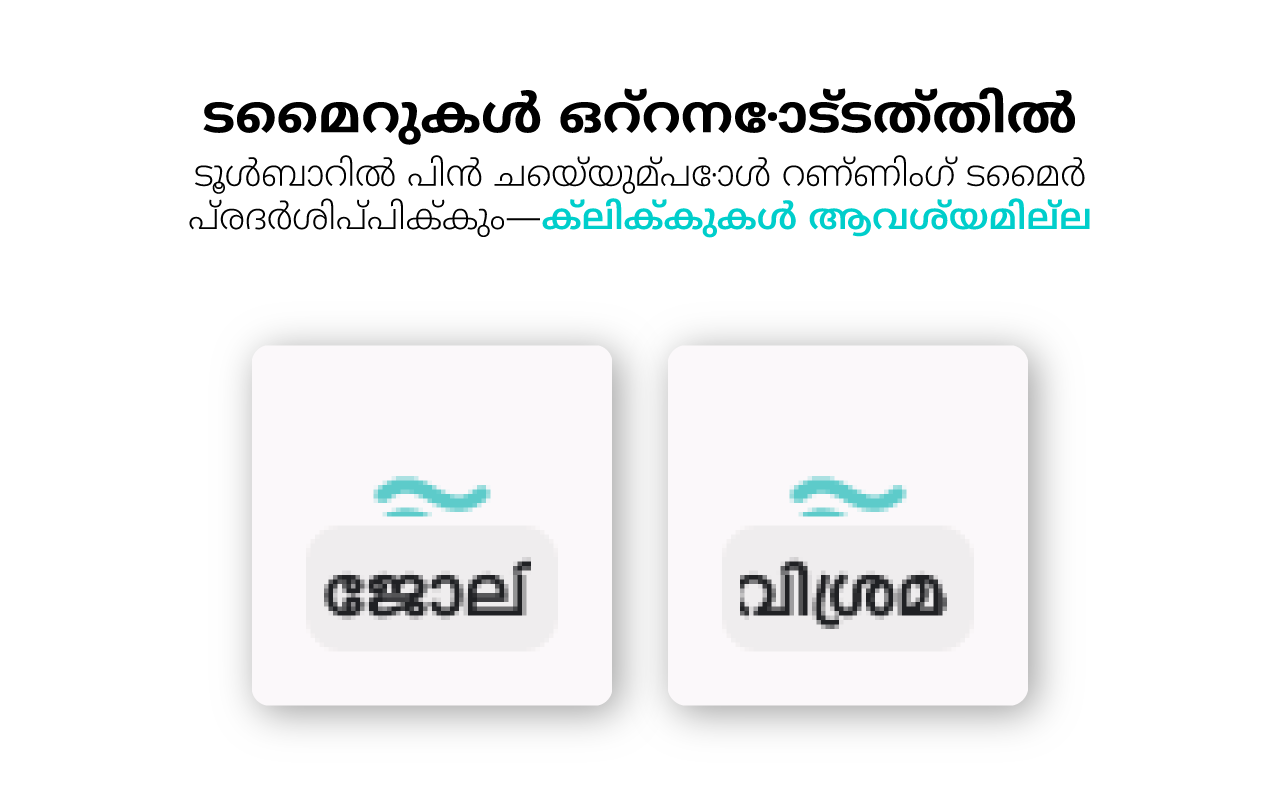 ടൈമറുകൾ ഒറ്റനോട്ടത്തിൽ
ടൂൾബാറിൽ പിൻ ചെയ്യുമ്പോൾ റണ്ണിംഗ് ടൈമർ
പ്രദർശിപ്പിക്കും—ക്ലിക്കുകൾ ആവശ്യമില്ല
ജോല്
വിശ്രമ